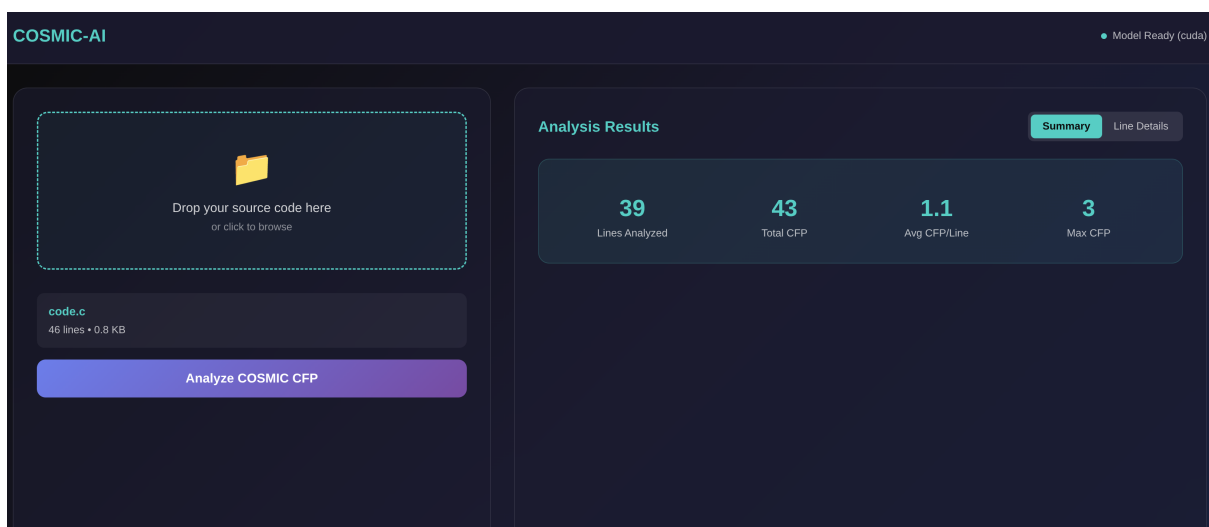 COSMIC-AI
Model Ready (cuda)
Drop your source code here
or click to browse
code.c
46 lines • 0.8 KB
Analyze COSMIC CFP
Analysis Results
Summary
Line Details
39
Lines Analyzed
43
Total CFP
1.1
Avg CFP/Line
3
Max CFP